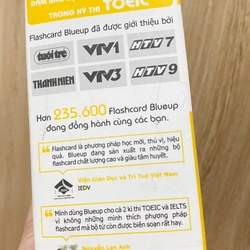 TRONG KỲ THI TOEIC
Flashcard Blueup đã được giới thiệu bởi
tuổi trẻ VTV1 HTV7
THANH NIÊN VTV3 HTV9
Hơn 235.600 Flashcard Blueup
đang đồng hành cùng các bạn.
Flashcard là phương pháp học mới, thú vị, hiệu
quả. Blueup đang sản xuất ra những bộ
flashcard chất lượng cao và giàu tâm huyết.
Viện Giáo Dục và Trí Tuệ Việt Nam
IEDV
Mình dùng Blueup cho cả 2 kì thi TOEIC và IELTS
vì không những mình thích phương pháp
flashcard mà bộ từ còn được biên soạn rất hay.
Nguyễn Lan Anh